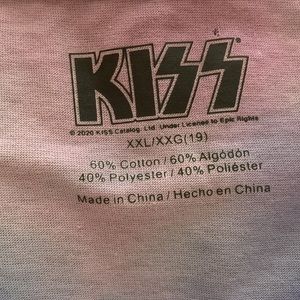 KISS
© 2020 KISS Catalog, Ltd. Under License to Epic Rights
XXL/XXG(19)
60% Cotton / 60% Algódón
40% Polyester / 40% Poliéster
Made in China / Hecho en China